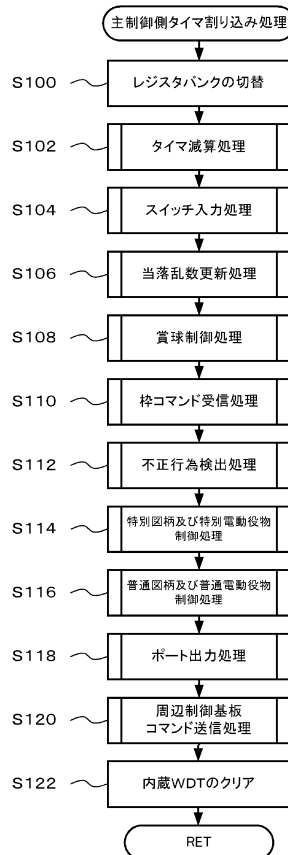 主制御側タイマ割り込み処理
S100 レジスタバンクの切替
S102 タイマ減算処理
S104 スイッチ入力処理
S106 当落乱数更新処理
S108 賞球制御処理
S110 枠コマンド受信処理
S112 不正行為検出処理
S114 特別図柄及び特別電動役物
制御処理
S116 普通図柄及び普通電動役物
制御処理
S118 ポート出力処理
S120 周辺制御基板
コマンド送信処理
S122 内蔵WDTのクリア
RET